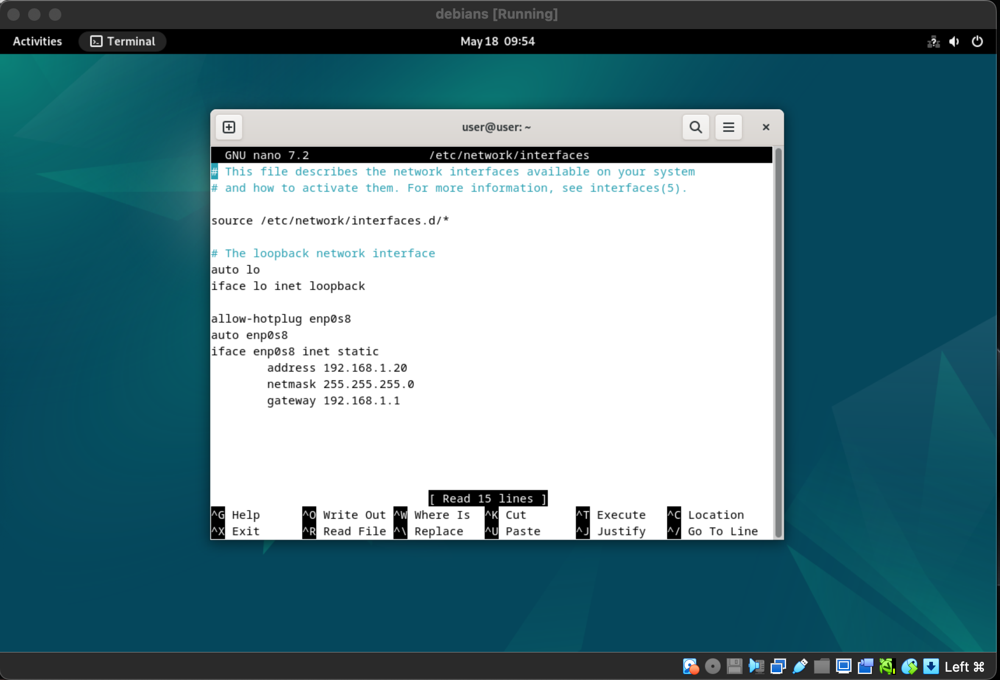 debians [Running]
Activities Terminal May 18 09:54
user@user: ~
GNU nano 7.2 /etc/network/interfaces
# This file describes the network interfaces available on your system
# and how to activate them. For more information, see interfaces(5).
source /etc/network/interfaces.d/*
# The loopback network interface
auto lo
iface lo inet loopback
allow-hotplug enp0s8
auto enp0s8
iface enp0s8 inet static
address 192.168.1.20
netmask 255.255.255.0
gateway 192.168.1.1
[ Read 15 lines ]
^G Help ^O Write Out ^W Where Is ^K Cut ^T Execute ^C Location
^X Exit ^R Read File ^\ Replace ^U Paste ^J Justify ^/ Go To Line
Left ⌘